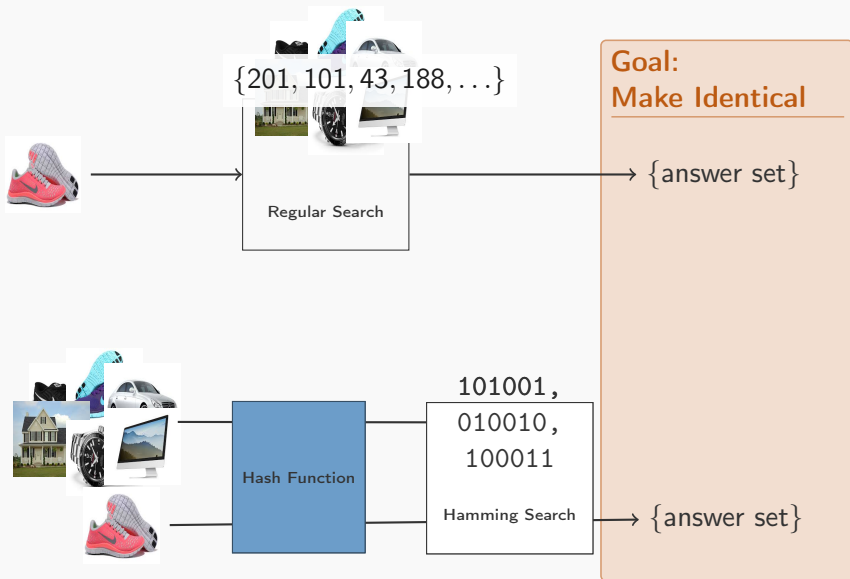 {201, 101, 43, 188, . . .}
Goal:
Make Identical
{answer set}
Regular Search
101001,
010010,
100011
Hash Function
Hamming Search
{answer set}